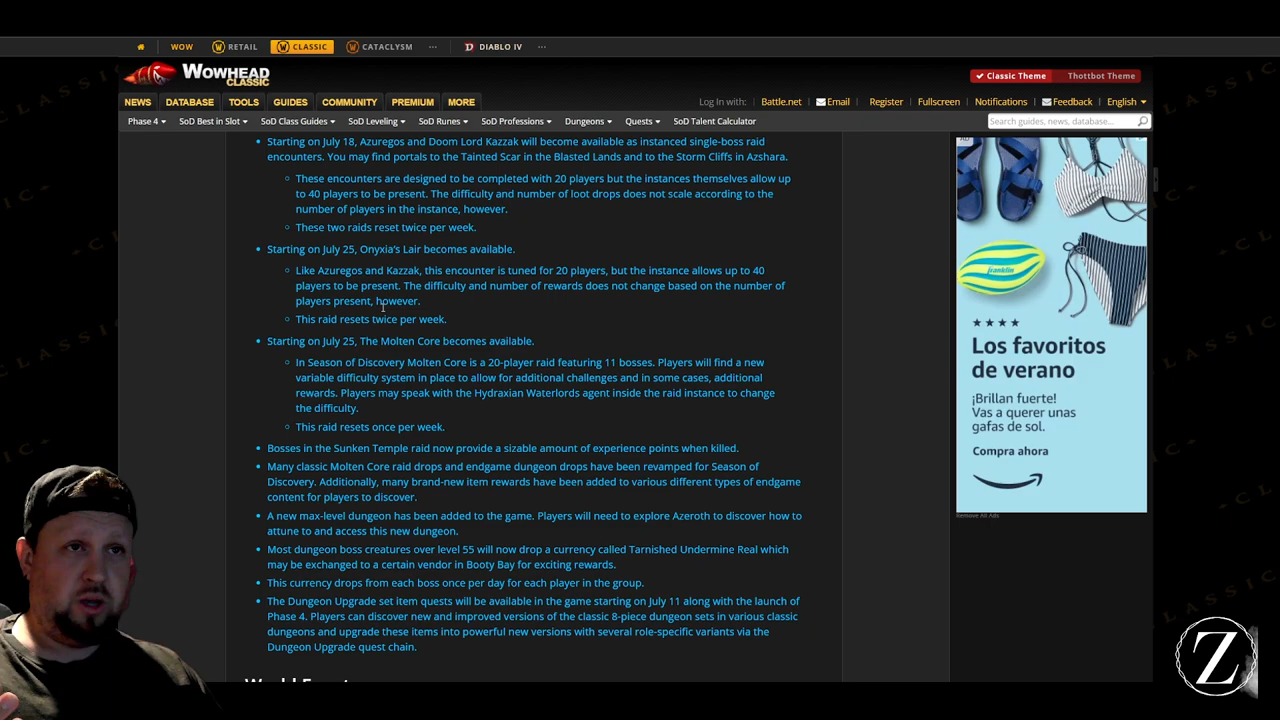 WOW
RETAIL
CLASSIC
CATACLYSM
DIABLO IV
WOWHEAD
CLASSIC
Classic Theme
Thottbot Theme
NEWS
DATABASE
TOOLS
GUIDES
COMMUNITY
PREMIUM
MORE
Log In with:
Battle.net
Email
Register
Fullscreen
Notifications
Feedback
English
Phase 4
SoD Best in Slot
SoD Class Guides
SoD Leveling
SoD Runes
SoD Professions
Dungeons
Quests
SoD Talent Calculator
Search guides, news, database...
Starting on July 18, Azuregos and Doom Lord Kazzak will become available as instanced single-boss raid
encounters. You may find portals to the Tainted Scar in the Blasted Lands and to the Storm Cliffs in Azshara.
These encounters are designed to be completed with 20 players but the instances themselves allow up
to 40 players to be present. The difficulty and number of loot drops does not scale according to the
number of players in the instance, however.
These two raids reset twice per week.
Starting on July 25, Onyxia's Lair becomes available.
Like Azuregos and Kazzak, this encounter is tuned for 20 players, but the instance allows up to 40
players to be present. The difficulty and number of rewards does not change based on the number of
players present, however.
This raid resets twice per week.
Starting on July 25, The Molten Core becomes available.
In Season of Discovery Molten Core is a 20-player raid featuring 11 bosses. Players will find a new
variable difficulty system in place to allow for additional challenges and in some cases, additional
rewards. Players may speak with the Hydraxian Waterlords agent inside the raid instance to change
the difficulty.
This raid resets once per week.
Bosses in the Sunken Temple raid now provide a sizable amount of experience points when killed.
Many classic Molten Core raid drops and endgame dungeon drops have been revamped for Season of
Discovery. Additionally, many brand-new item rewards have been added to various different types of endgame
content for players to discover.
A new max-level dungeon has been added to the game. Players will need to explore Azeroth to discover how to
attune to and access this new dungeon.
Most dungeon boss creatures over level 55 will now drop a currency called Tarnished Undermine Real which
may be exchanged to a certain vendor in Booty Bay for exciting rewards.
This currency drops from each boss once per day for each player in the group.
The Dungeon Upgrade set item quests will be available in the game starting on July 11 along with the launch of
Phase 4. Players can discover new and improved versions of the classic 8-piece dungeon sets in various classic
dungeons and upgrade these items into powerful new versions with several role-specific variants via the
Dungeon Upgrade quest chain.
franklin
Los favoritos
de verano
¡Brillan fuerte!
Vas a querer unas
gafas de sol.
Compra ahora
Remove All Ads
Z